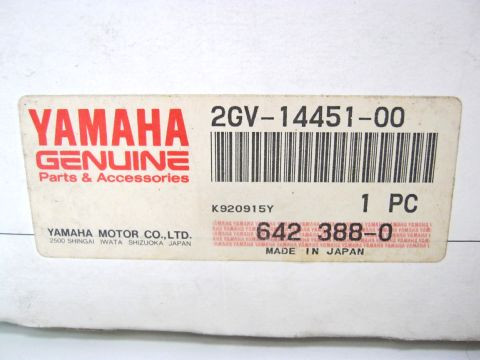 YAMAHA
GENUINE
Parts & Accessories
YAMAHA MOTOR CO., LTD.
2500 SHINGAI IWATA SHIZUOKA JAPAN
2GV-14451-00
K920915Y
1 PC
642 388-0
MADE IN JAPAN